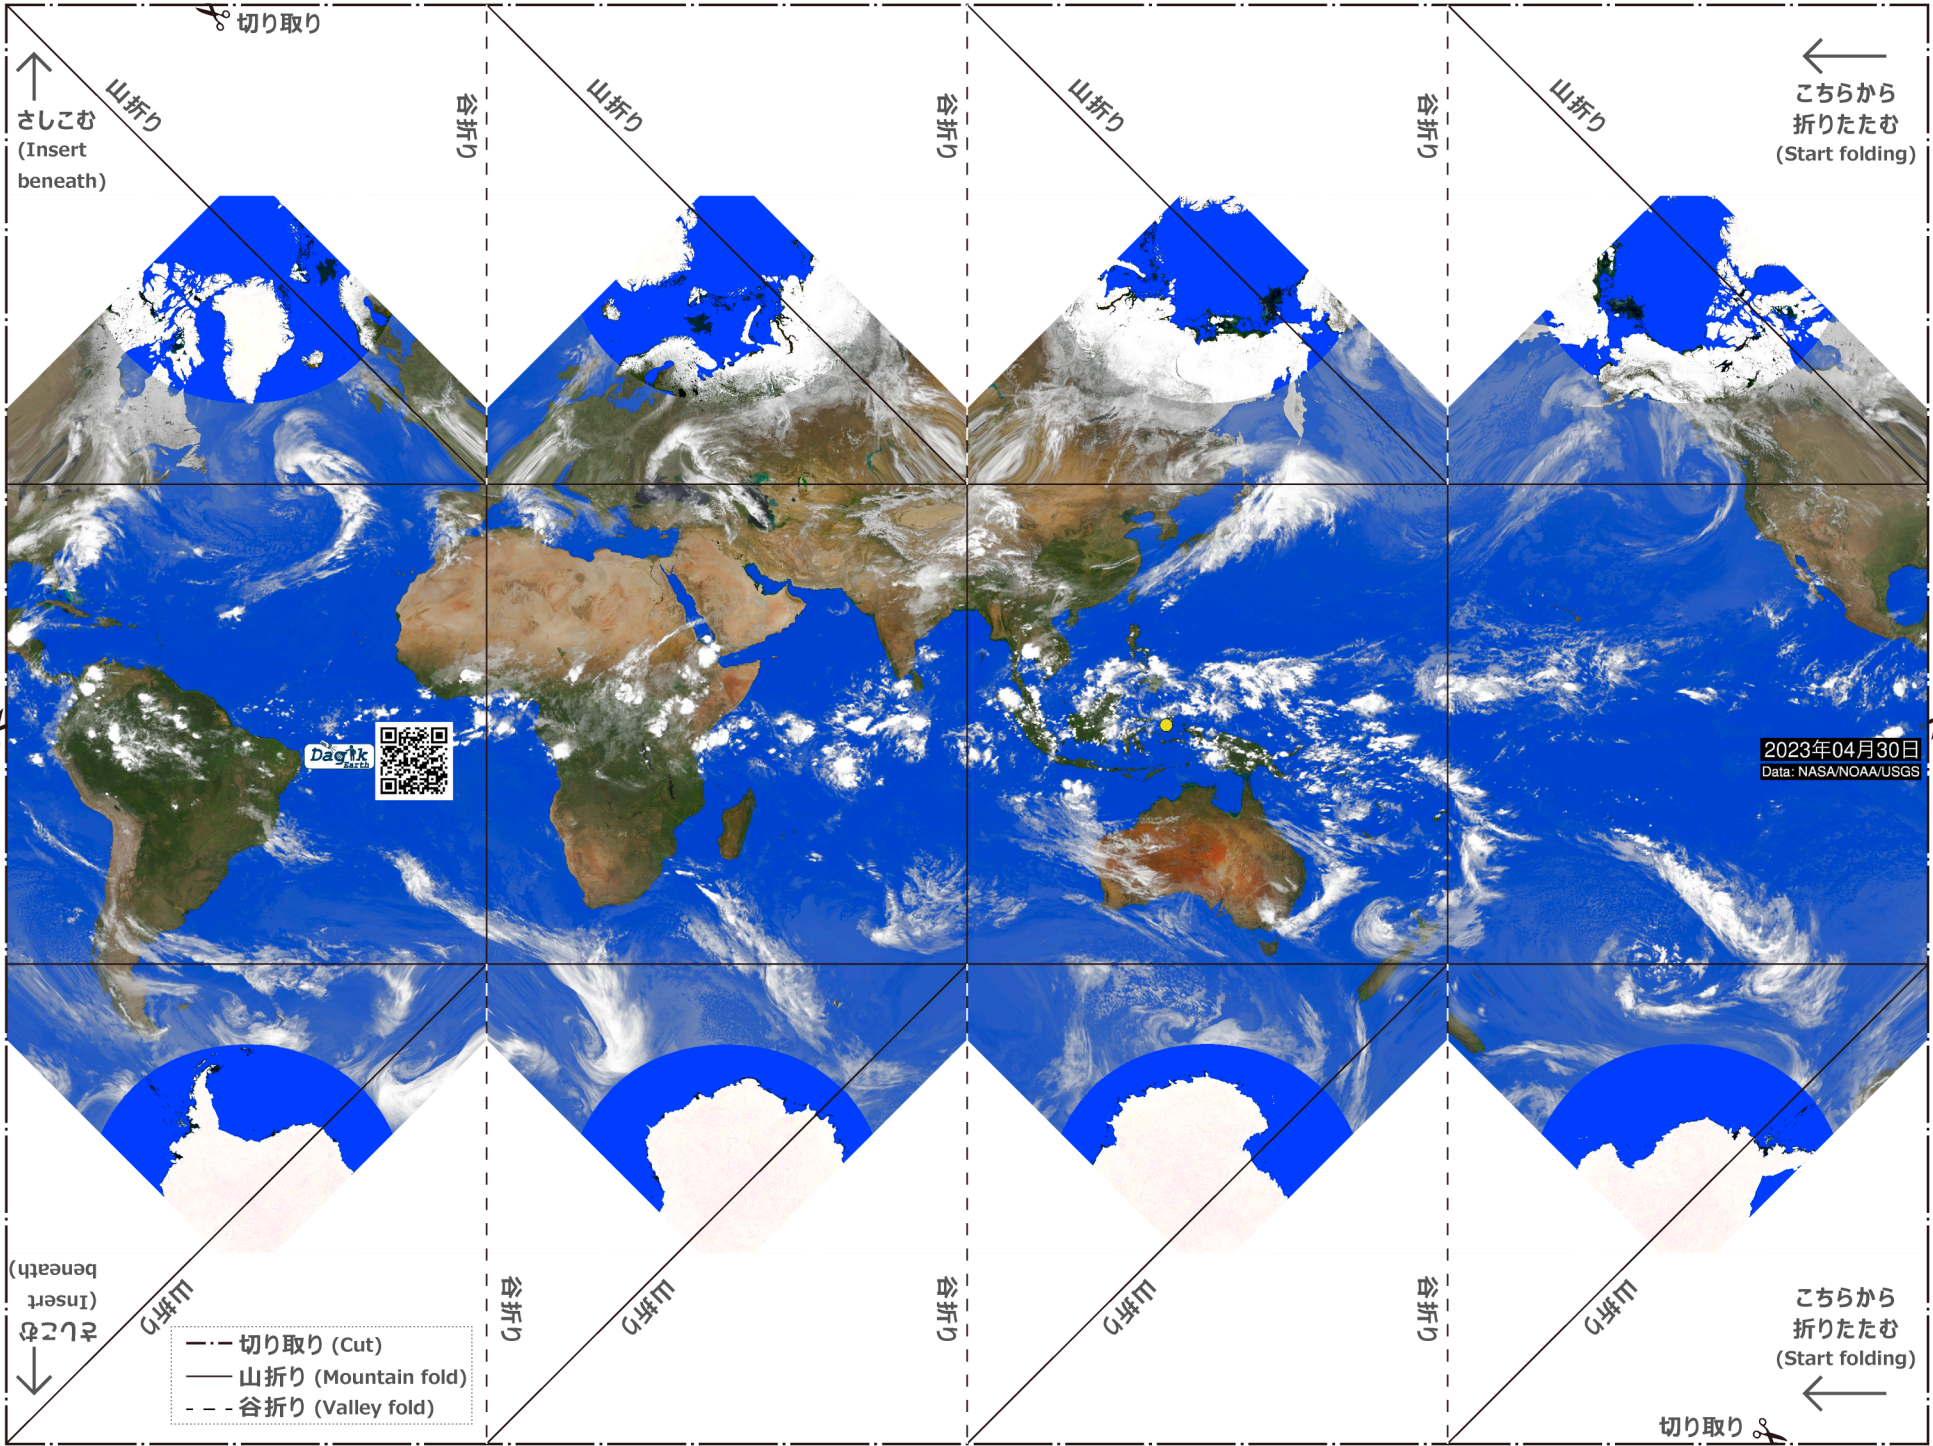 切り取り
山折り
谷折り
山折り
谷折り
山折り
谷折り
山折り
さしこむ
(Insert
beneath)
こちらから
折りたたむ
(Start folding)
Dagik
Earth
2023年04月30日
Data: NASA/NOAA/USGS
さしこむ
(Insert
beneath)
山折り
谷折り
山折り
谷折り
山折り
谷折り
山折り
こちらから
折りたたむ
(Start folding)
切り取り (Cut)
山折り (Mountain fold)
谷折り (Valley fold)
切り取り